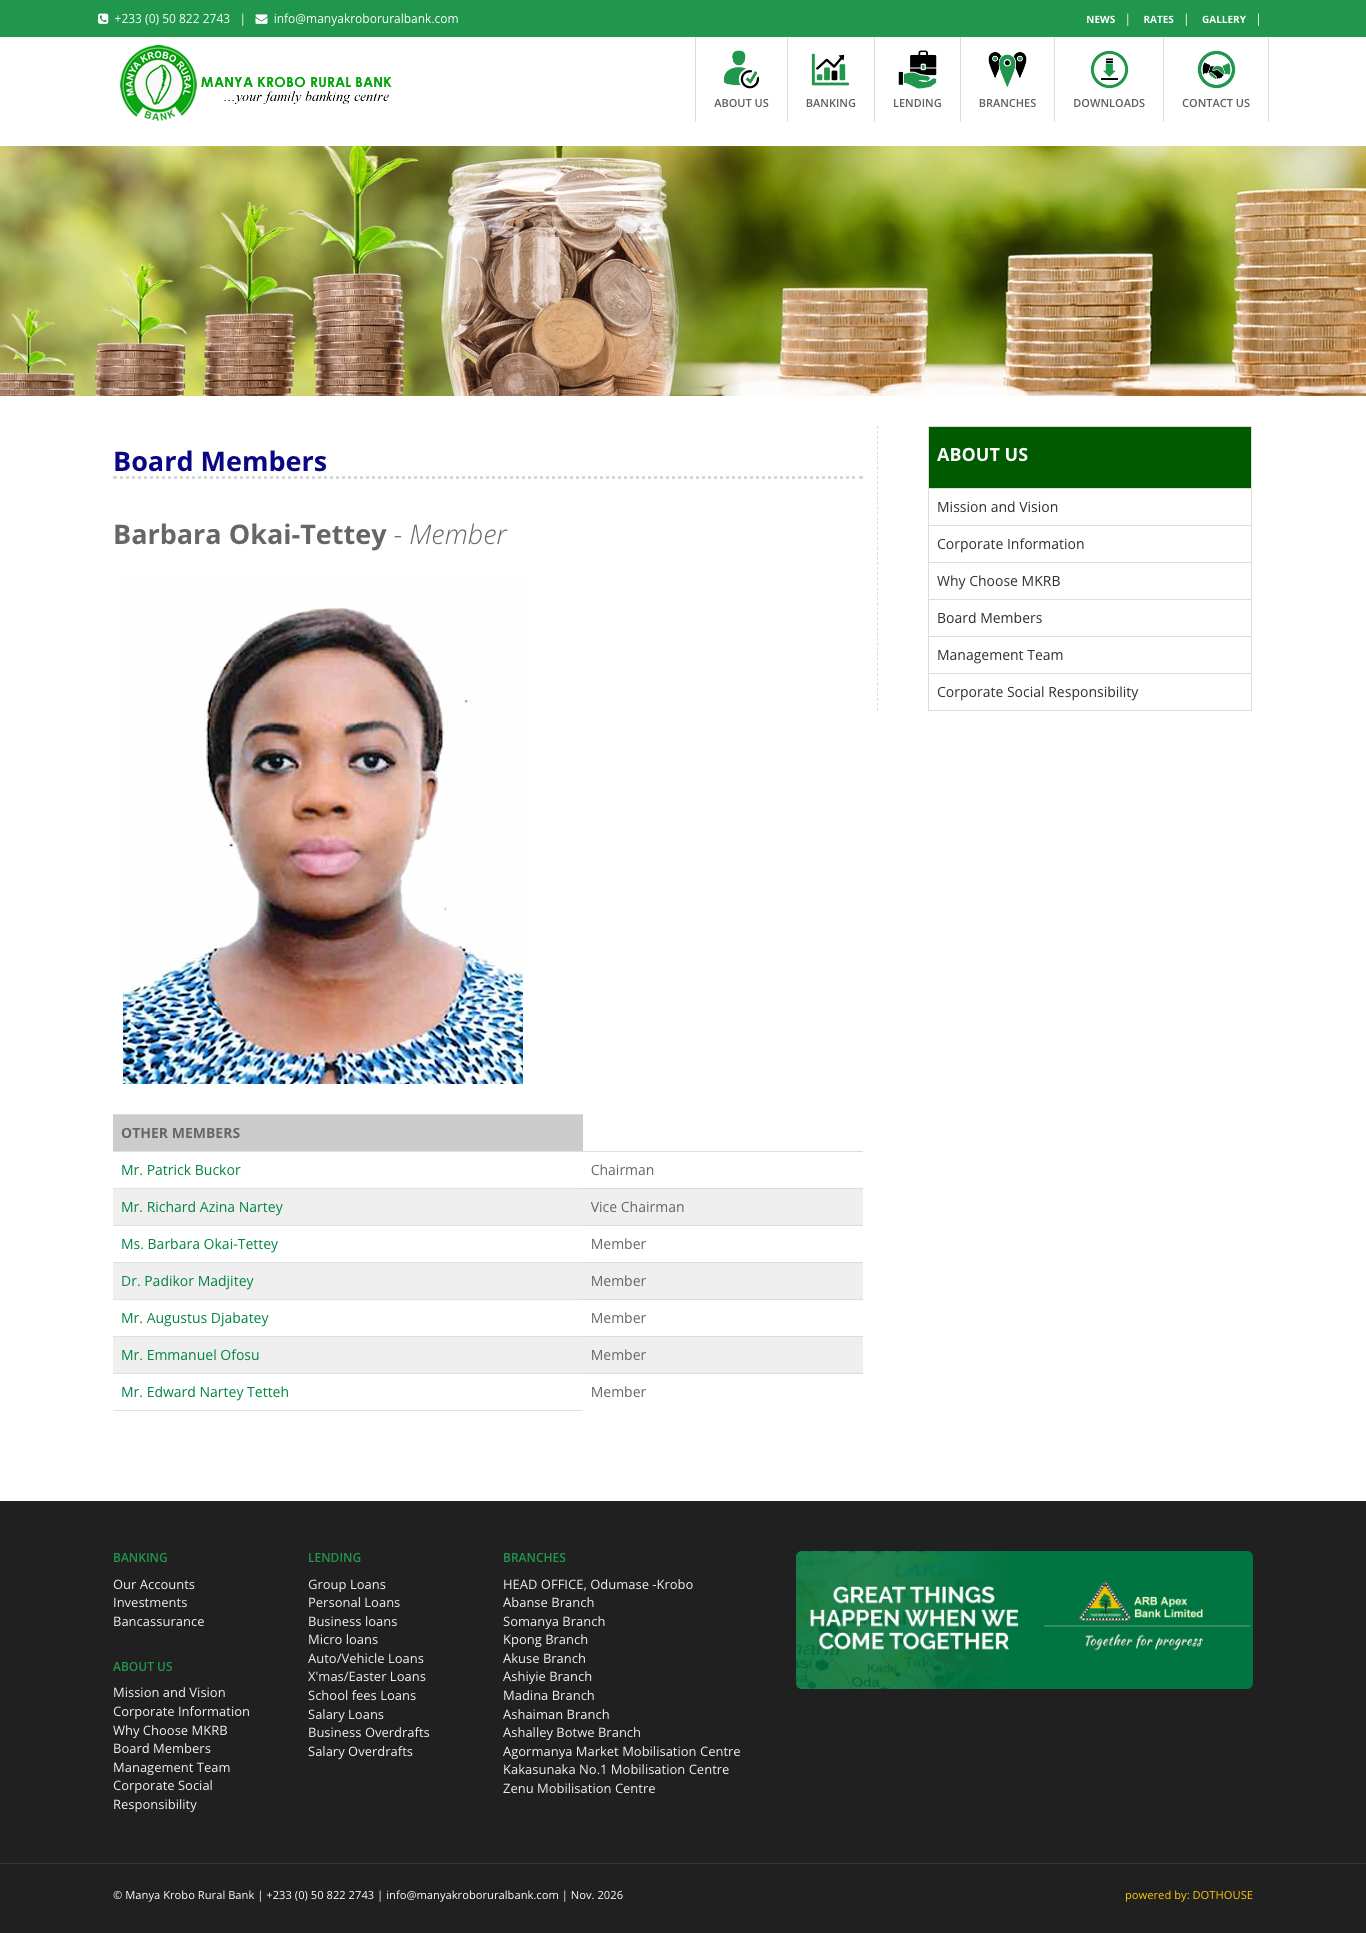 +233 (0) 50 822 2743 | info@manyakroboruralbank.com
NEWS | RATES | GALLERY |
MANYA KROBO RURAL BANK
MANYA KROBO RURAL BANK
...your family banking centre
ABOUT US
BANKING
LENDING
BRANCHES
DOWNLOADS
CONTACT US
Board Members
Barbara Okai-Tettey - Member
ABOUT US
Mission and Vision
Corporate Information
Why Choose MKRB
Board Members
Management Team
Corporate Social Responsibility
OTHER MEMBERS
Mr. Patrick Buckor Chairman
Mr. Richard Azina Nartey Vice Chairman
Ms. Barbara Okai-Tettey Member
Dr. Padikor Madjitey Member
Mr. Augustus Djabatey Member
Mr. Emmanuel Ofosu Member
Mr. Edward Nartey Tetteh Member
BANKING
Our Accounts
Investments
Bancassurance
ABOUT US
Mission and Vision
Corporate Information
Why Choose MKRB
Board Members
Management Team
Corporate Social
Responsibility
LENDING
Group Loans
Personal Loans
Business loans
Micro loans
Auto/Vehicle Loans
X'mas/Easter Loans
School fees Loans
Salary Loans
Business Overdrafts
Salary Overdrafts
BRANCHES
HEAD OFFICE, Odumase -Krobo
Abanse Branch
Somanya Branch
Kpong Branch
Akuse Branch
Ashiyie Branch
Madina Branch
Ashaiman Branch
Ashalley Botwe Branch
Agormanya Market Mobilisation Centre
Kakasunaka No.1 Mobilisation Centre
Zenu Mobilisation Centre
GREAT THINGS
HAPPEN WHEN WE
COME TOGETHER
ARB Apex
Bank Limited
Together for progress
© Manya Krobo Rural Bank | +233 (0) 50 822 2743 | info@manyakroboruralbank.com | Nov. 2026
powered by: DOTHOUSE